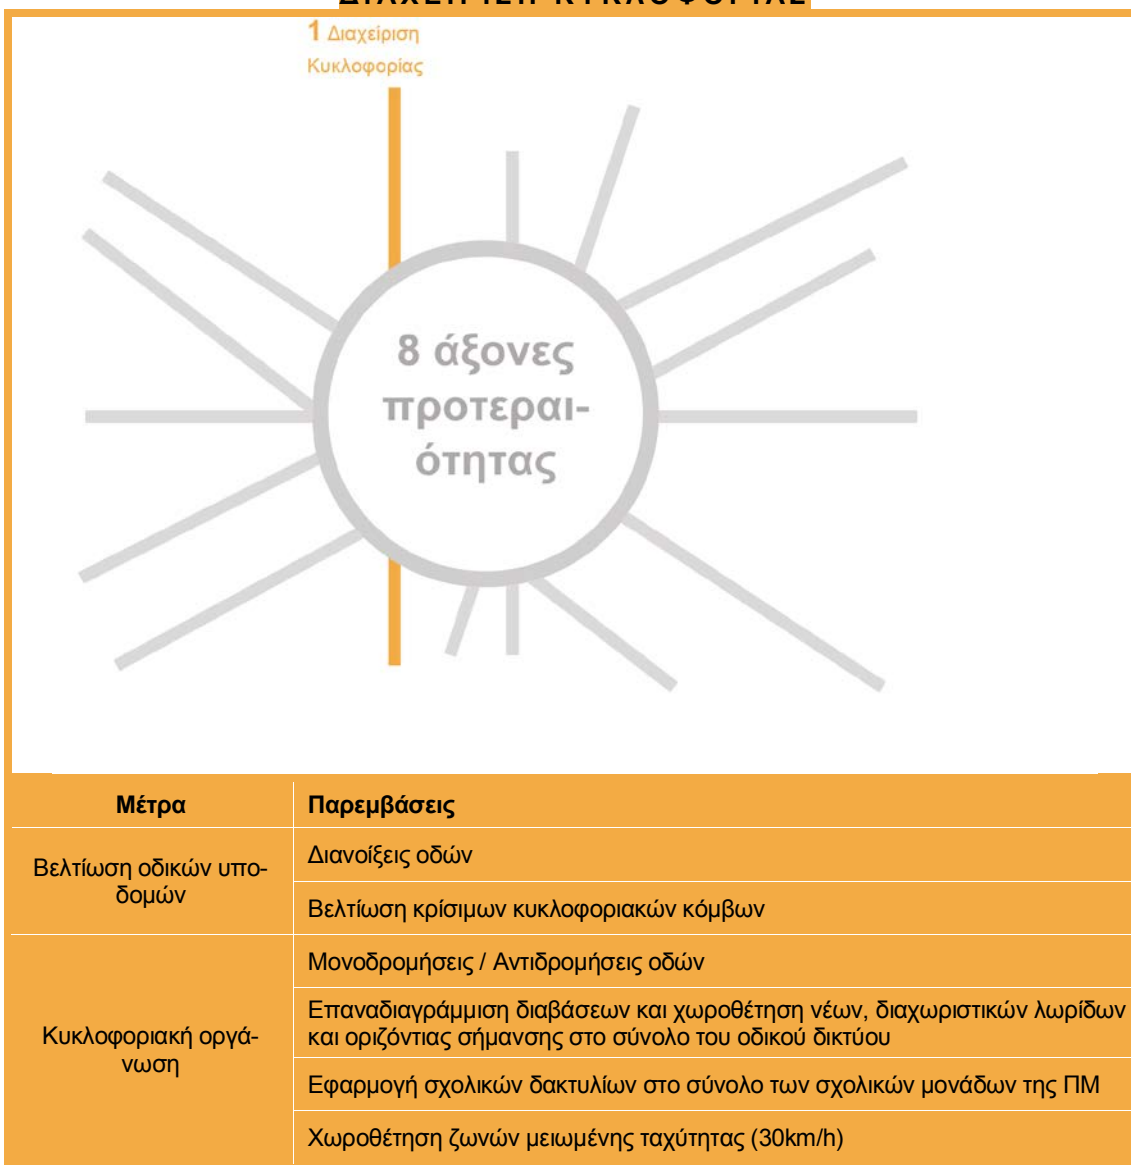 ΔΙΑΧΕΙΡΙΣΗ ΚΥΚΛΟΦΟΡΙΑΣ
1 Διαχείριση
Κυκλοφορίας
8 άξονες
προτεραι-
ότητας
Μέτρα
Παρεμβάσεις
Βελτίωση οδικών υπο-
δομών
Διανοίξεις οδών
Βελτίωση κρίσιμων κυκλοφοριακών κόμβων
Κυκλοφοριακή οργά-
νωση
Μονοδρομήσεις / Αντιδρομήσεις οδών
Επαναδιαγράμμιση διαβάσεων και χωροθέτηση νέων, διαχωριστικών λωρίδων
και οριζόντιας σήμανσης στο σύνολο του οδικού δικτύου
Εφαρμογή σχολικών δακτυλίων στο σύνολο των σχολικών μονάδων της ΠΜ
Χωροθέτηση ζωνών μειωμένης ταχύτητας (30km/h)